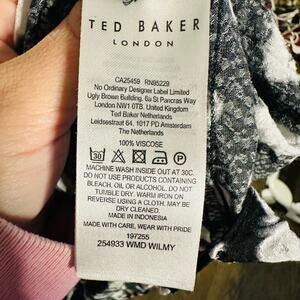 TED BAKER
LONDON
CA25459 RN95229
No Ordinary Designer Label Limited
Ugly Brown Building, 6a St Pancras Way
London NW1 0TB. United Kingdom
Ted Baker Netherlands
Leidsestraat 64, 1017 PD Amsterdam
The Netherlands
100% VISCOSE
30
P
MACHINE WASH INSIDE OUT AT 30C.
DO NOT USE PRODUCTS CONTAINING
BLEACH, OIL OR ALCOHOL. DO NOT
TUMBLE DRY. WARM IRON ON
REVERSE USING A CLOTH. MAY BE
DRY CLEANED.
MADE IN INDONESIA
MADE WITH CARE, WEAR WITH PRIDE
197255
254933 WMD WILMY